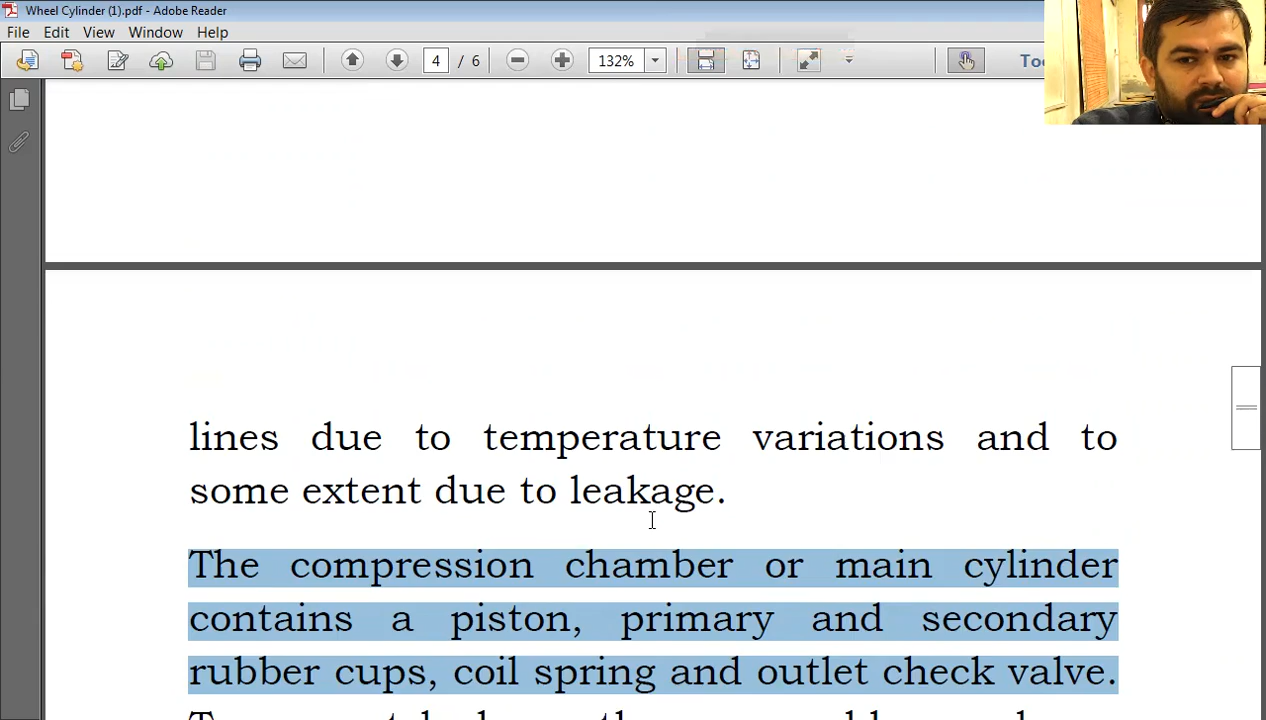 Wheel Cylinder (1).pdf - Adobe Reader
File Edit View Window Help
4 / 6 132%
lines due to temperature variations and to
some extent due to leakage.
The compression chamber or main cylinder
contains a piston, primary and secondary
rubber cups, coil spring and outlet check valve.